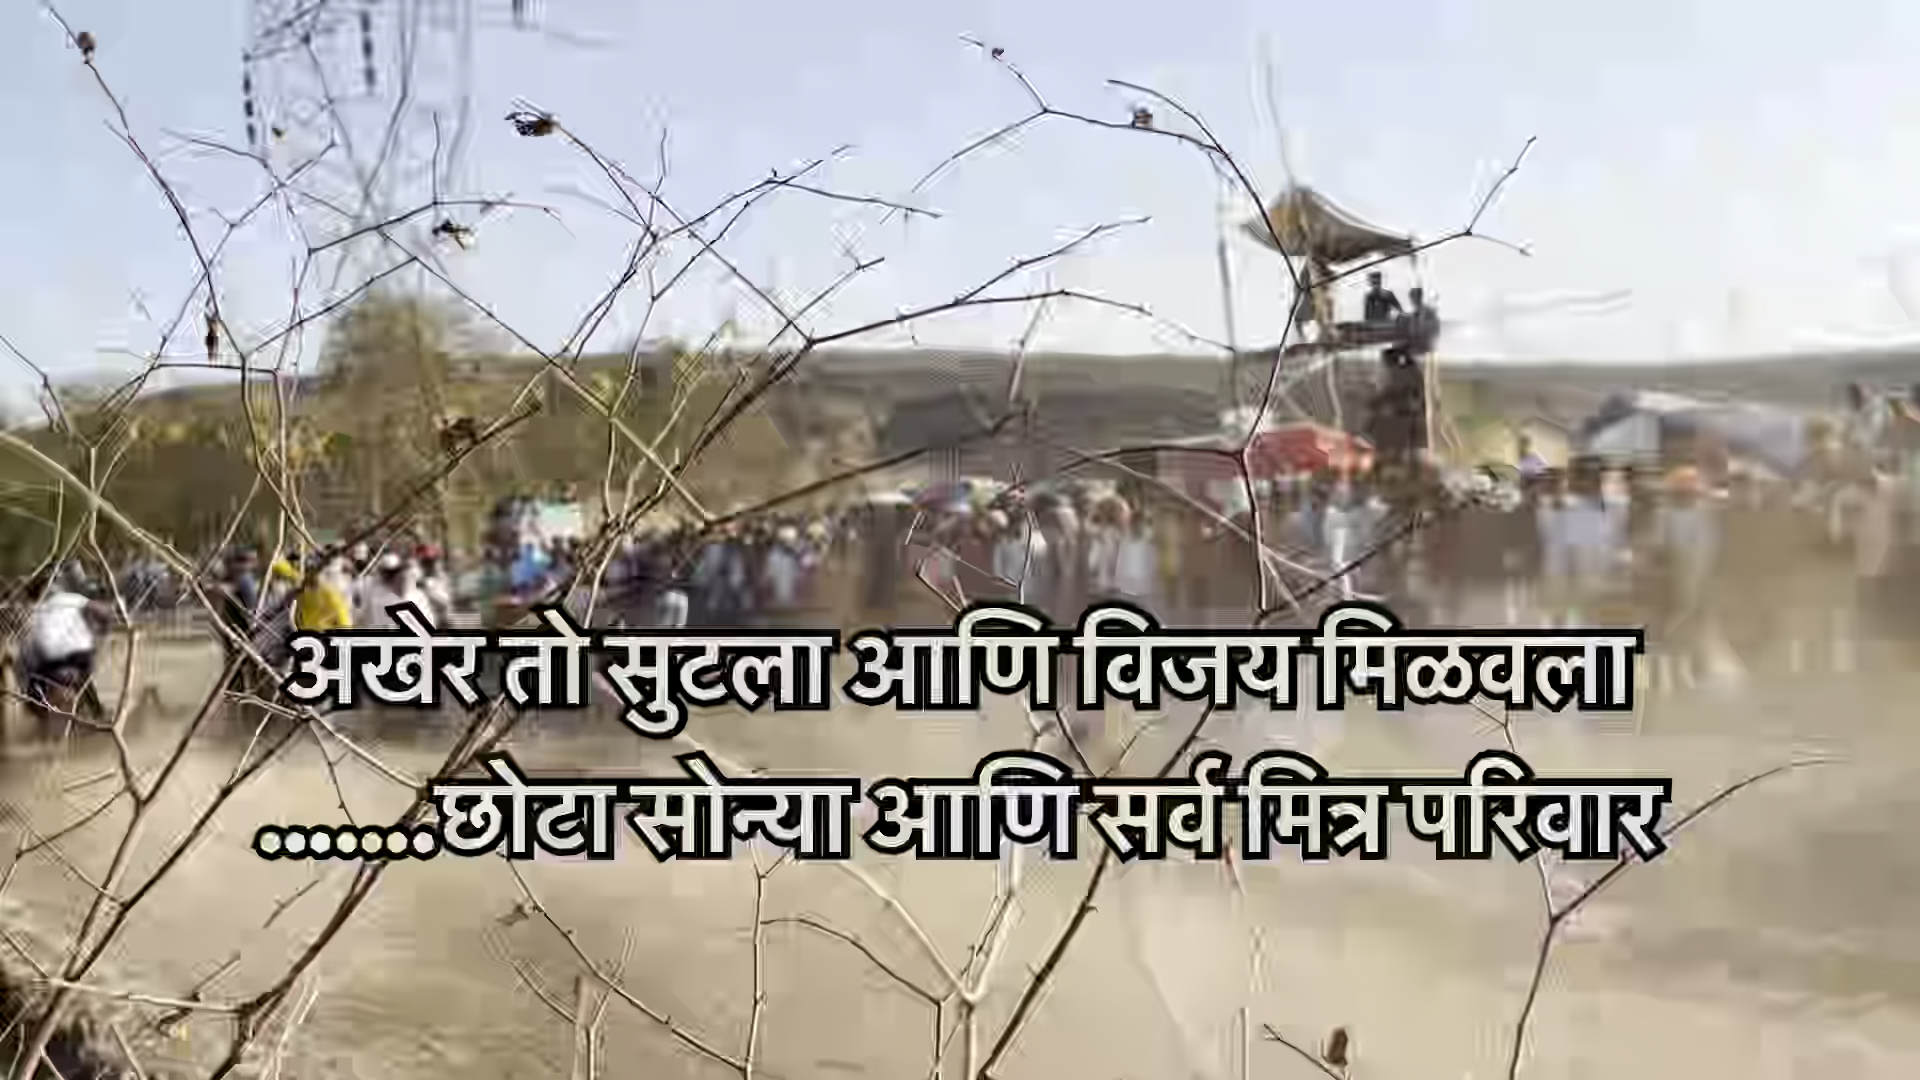 अखेर तो सुटला आणि विजय मिळवला
.......छोटा सोन्या आणि सर्व मित्र परिवार